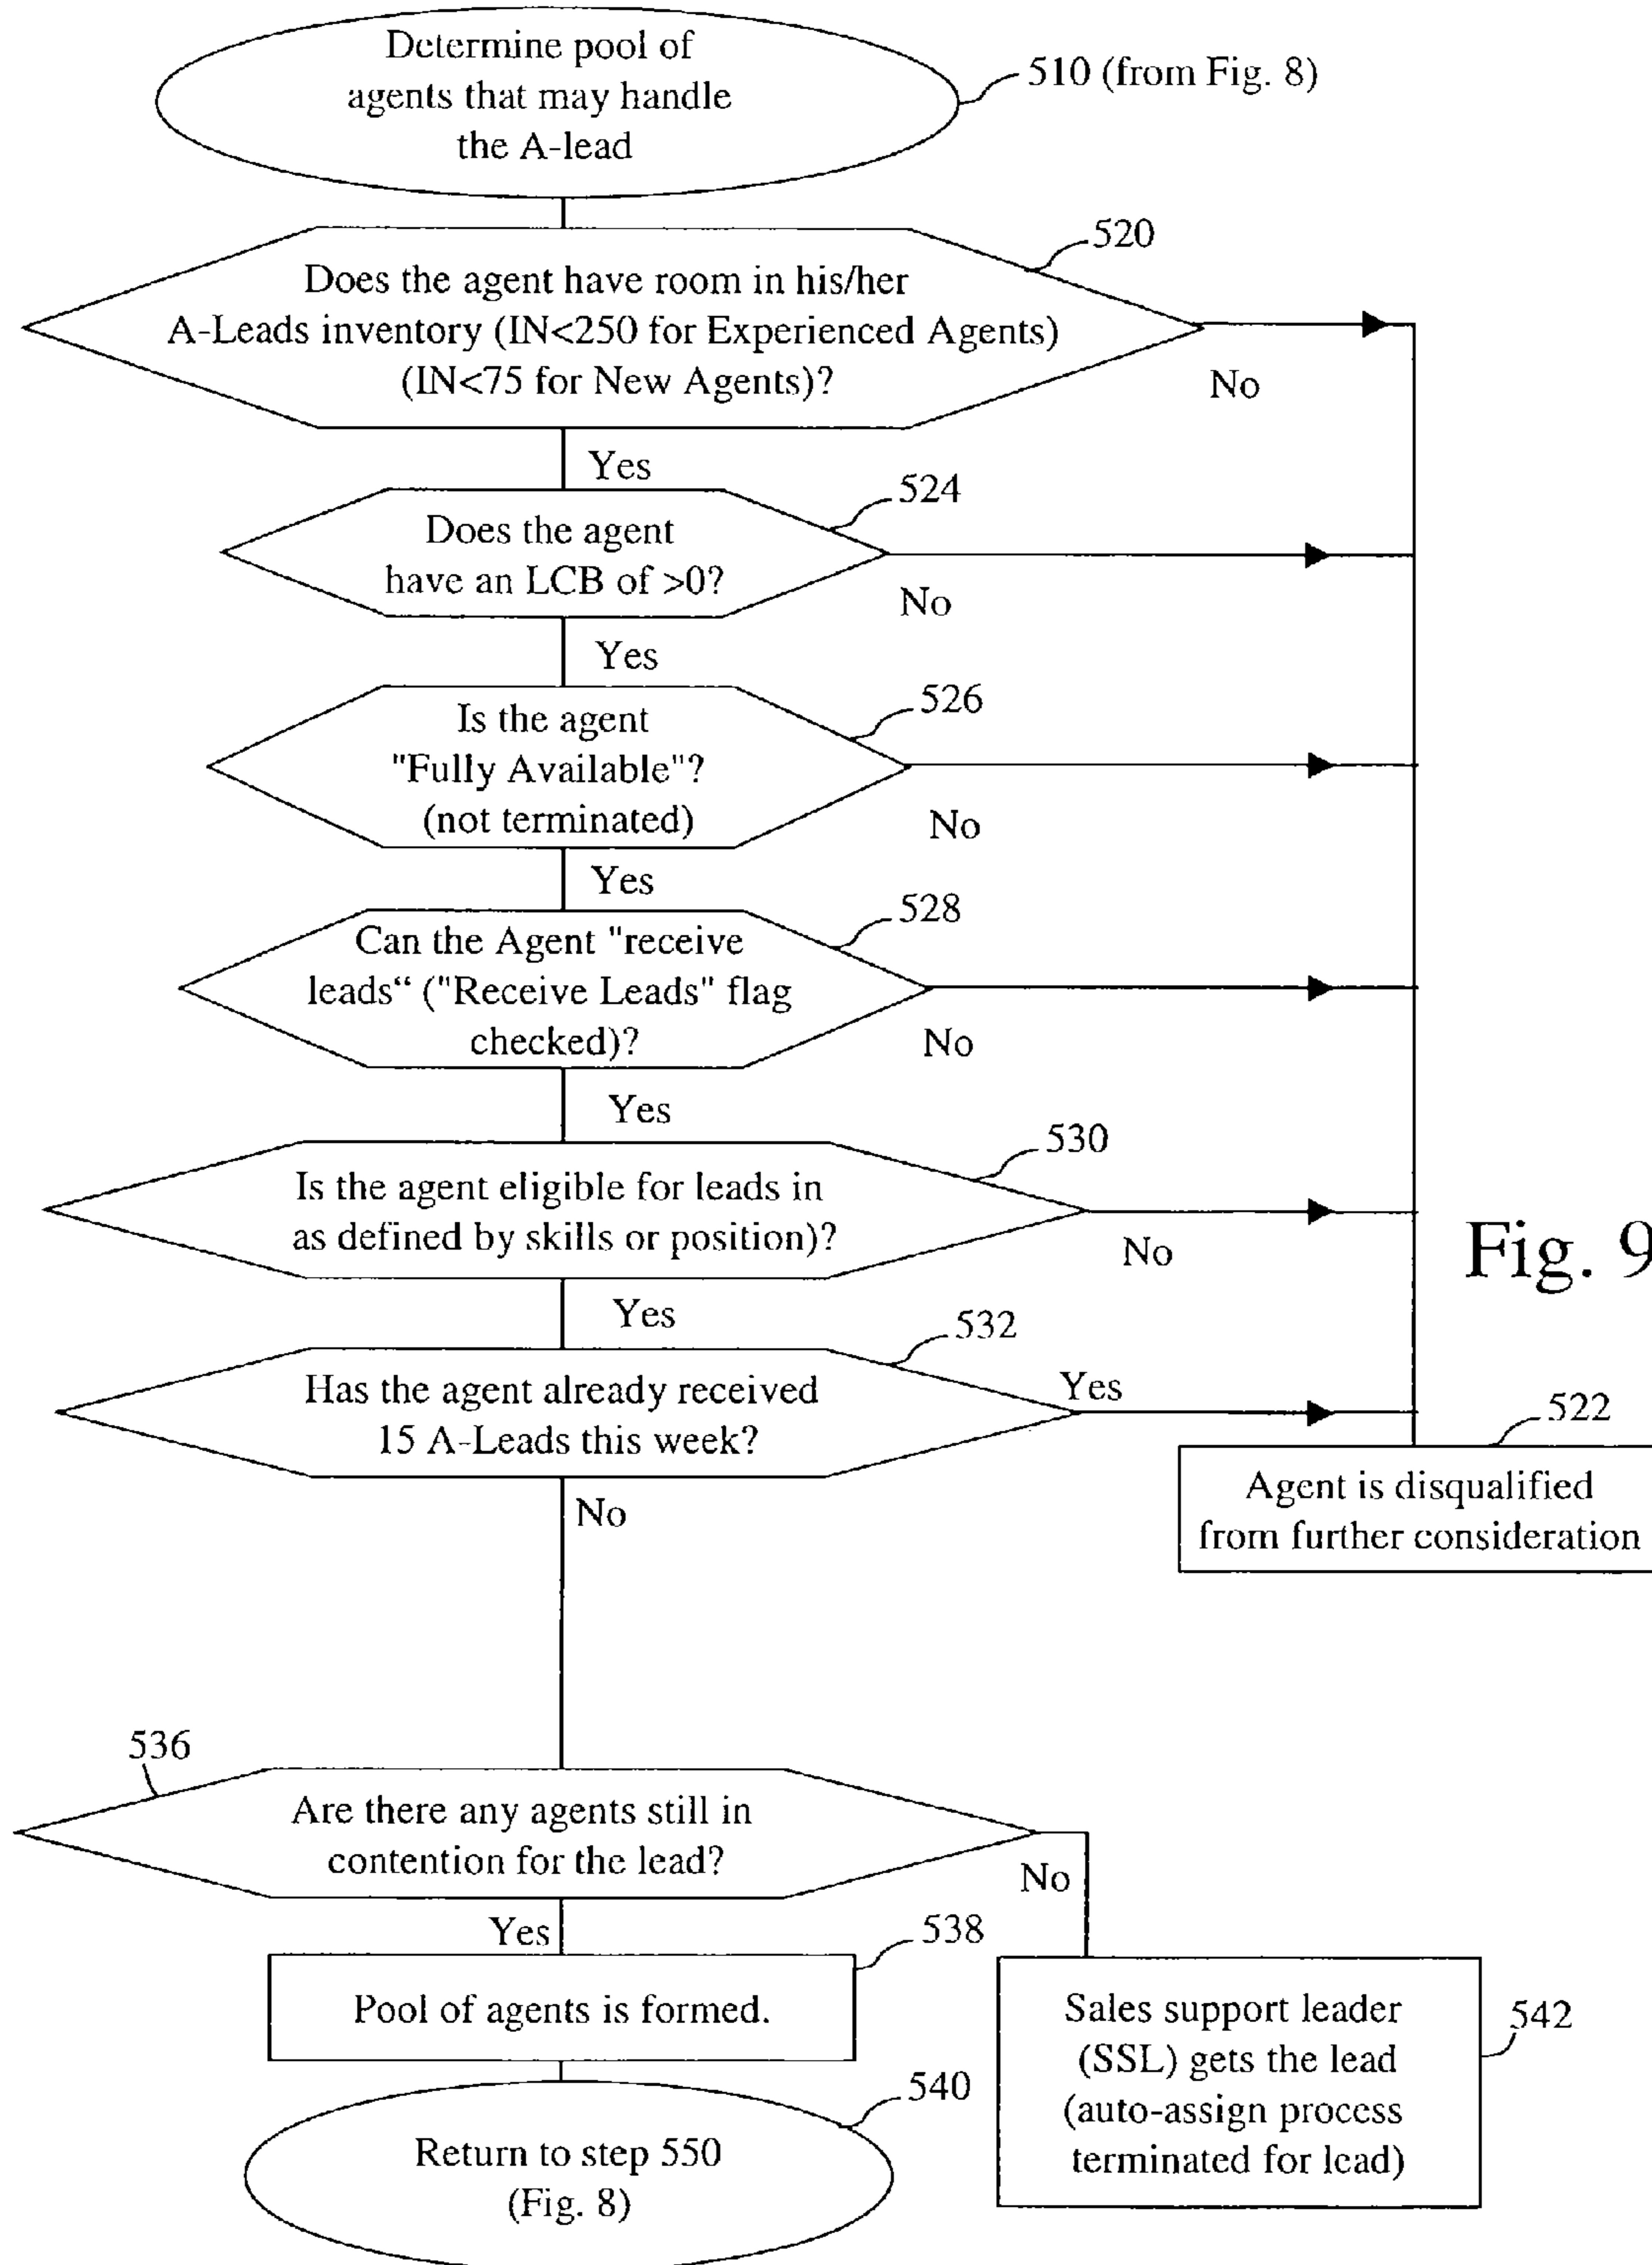 Determine pool of
agents that may handle
the A-lead
510 (from Fig. 8)
520
Does the agent have room in his/her
A-Leads inventory (IN<250 for Experienced Agents)
(IN<75 for New Agents)?
No
Yes
524
Does the agent
have an LCB of >0?
No
Yes
526
Is the agent
"Fully Available"?
(not terminated)
No
Yes
528
Can the Agent "receive
leads“ ("Receive Leads" flag
checked)?
No
Yes
530
Is the agent eligible for leads in
as defined by skills or position)?
No
Fig. 9
Yes
532
Has the agent already received
15 A-Leads this week?
Yes
522
Agent is disqualified
from further consideration
No
536
Are there any agents still in
contention for the lead?
No
Yes
538
Pool of agents is formed.
542
Sales support leader
(SSL) gets the lead
(auto-assign process
terminated for lead)
540
Return to step 550
(Fig. 8)